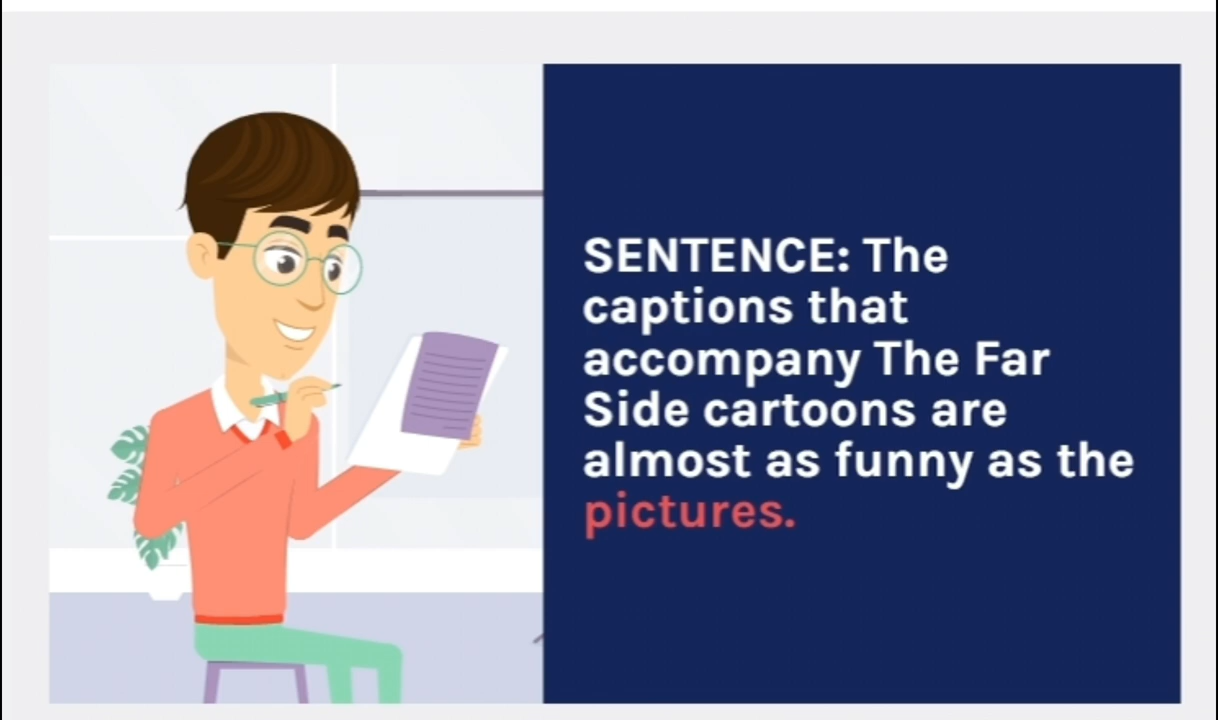 SENTENCE: The
captions that
accompany The Far
Side cartoons are
almost as funny as the
pictures.